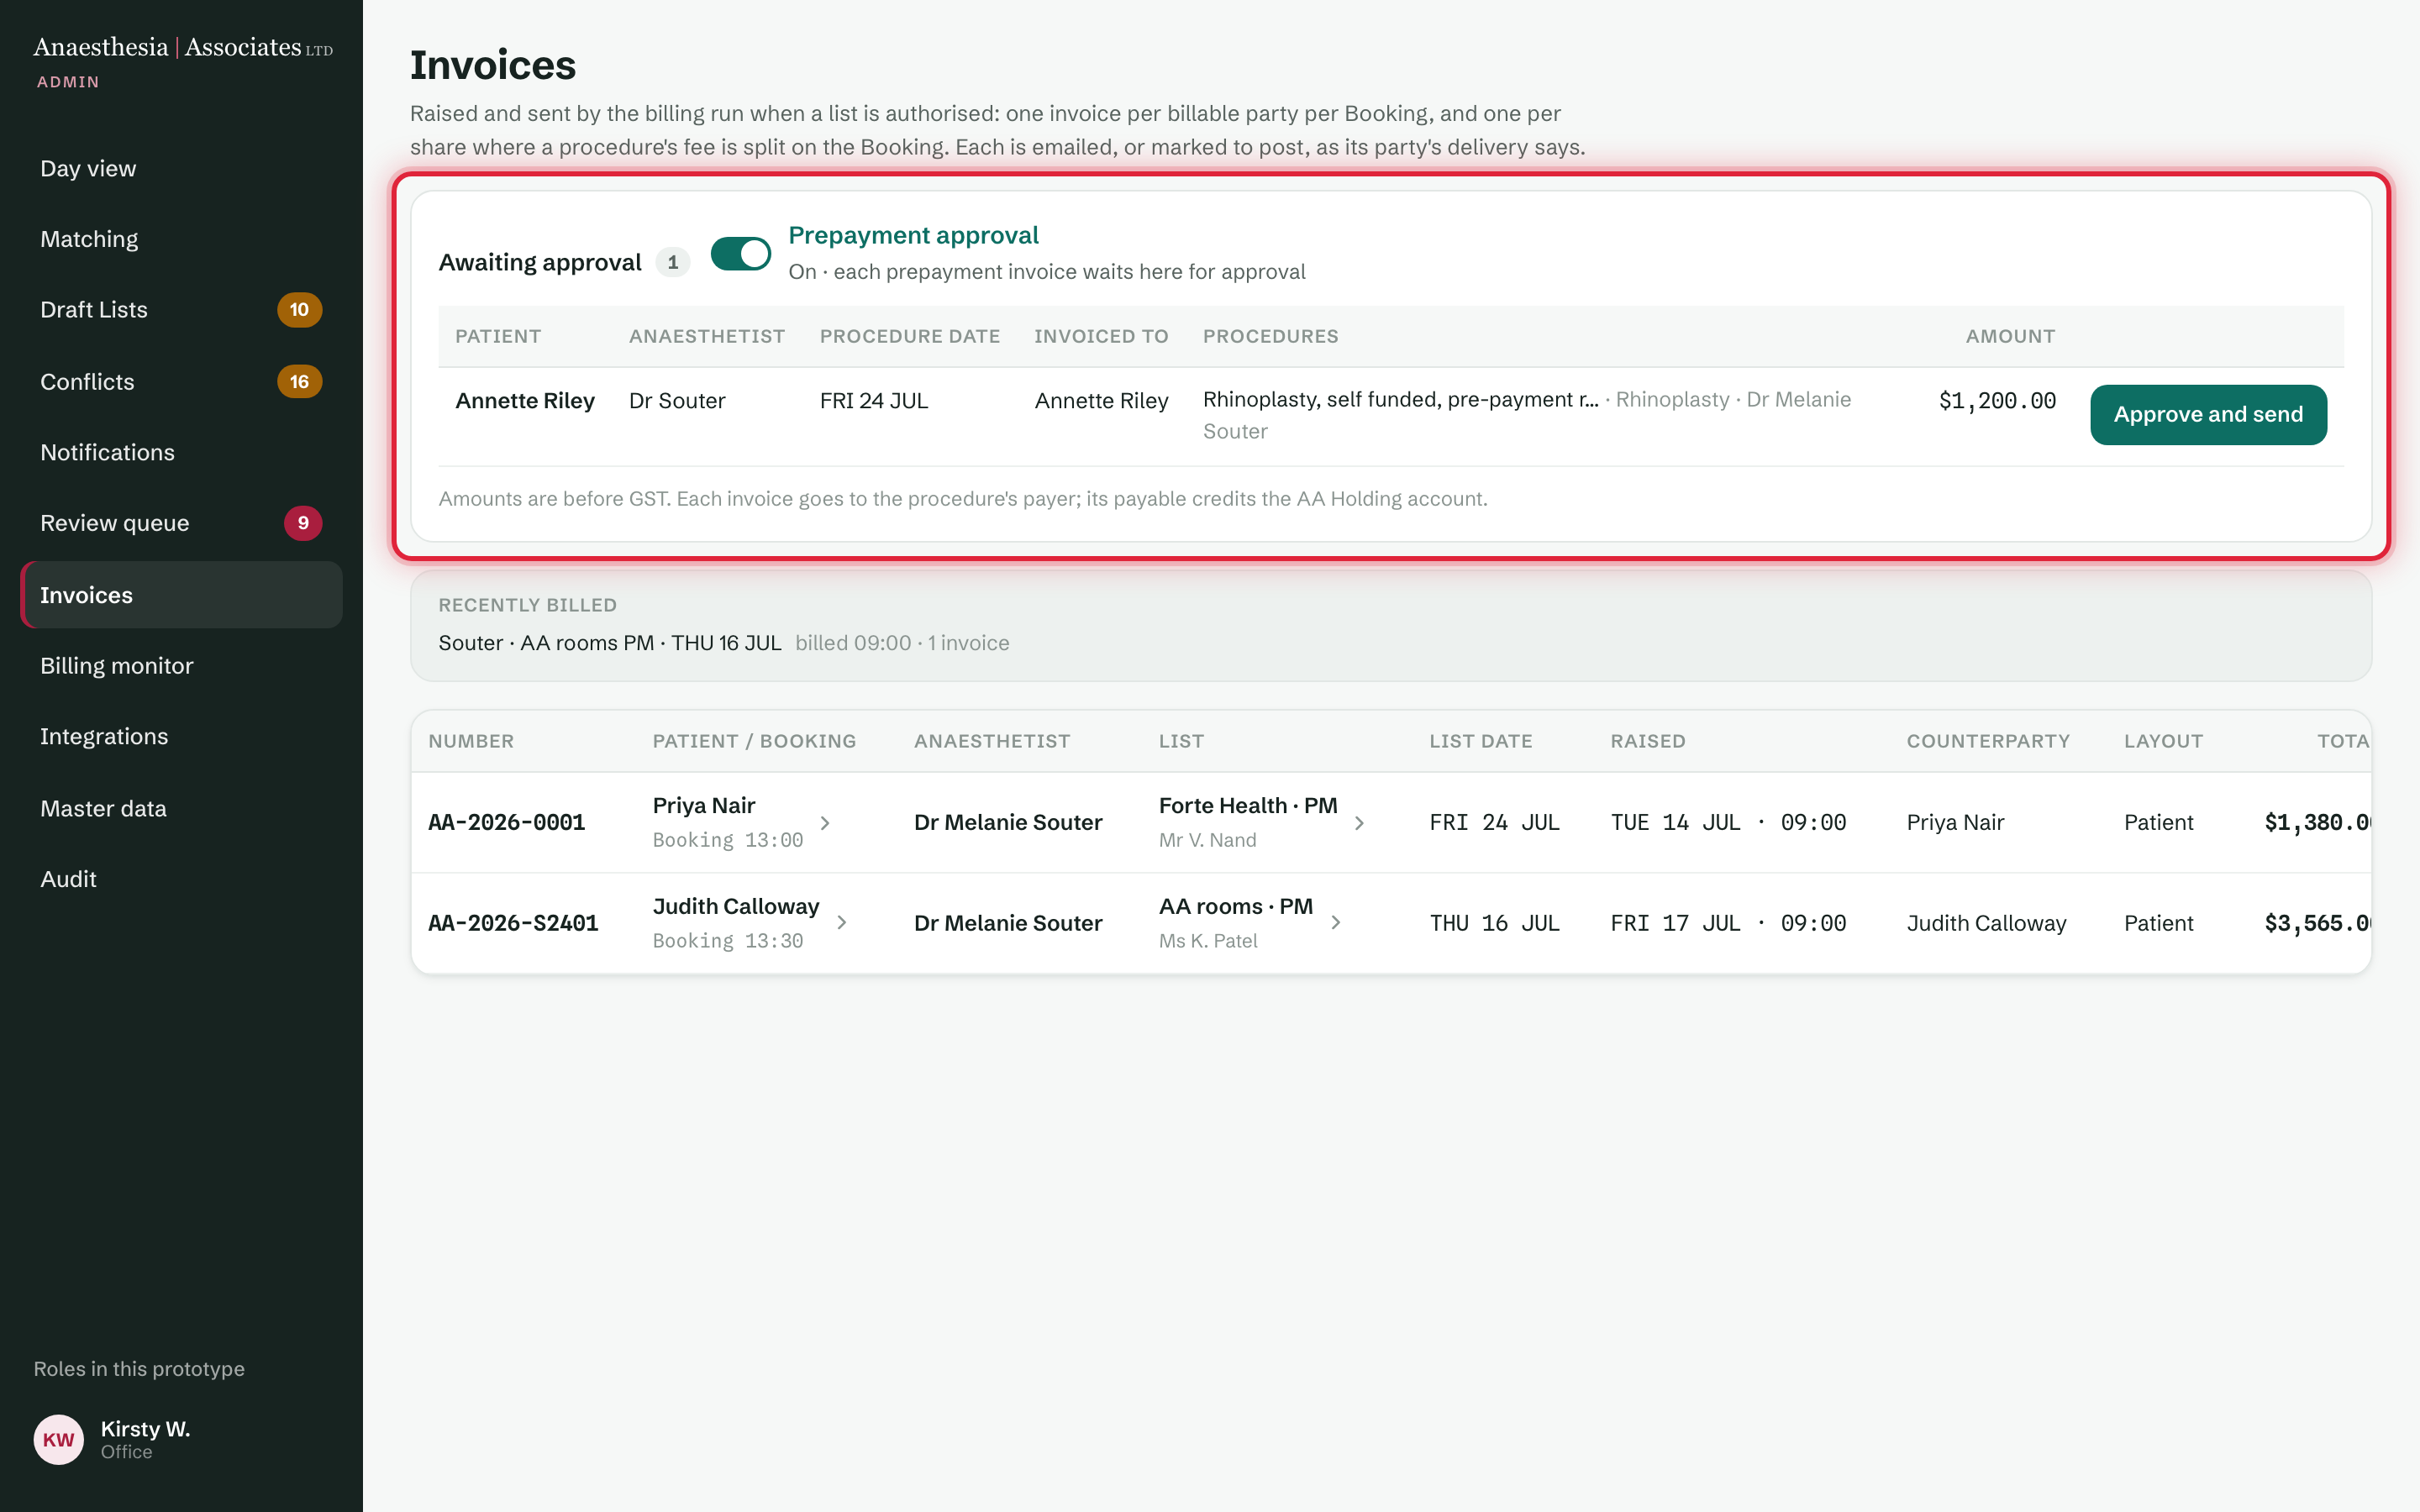 Anaesthesia | Associates LTD
ADMIN
Day view
Matching
Draft Lists 10
Conflicts 16
Notifications
Review queue 9
Invoices
Billing monitor
Integrations
Master data
Audit
Roles in this prototype
KW
Kirsty W.
Office
Invoices
Raised and sent by the billing run when a list is authorised: one invoice per billable party per Booking, and one per
share where a procedure's fee is split on the Booking. Each is emailed, or marked to post, as its party's delivery says.
Awaiting approval 1
Prepayment approval
On · each prepayment invoice waits here for approval
PATIENT ANAESTHETIST PROCEDURE DATE INVOICED TO PROCEDURES AMOUNT
Annette Riley Dr Souter FRI 24 JUL Annette Riley Rhinoplasty, self funded, pre-payment r... · Rhinoplasty · Dr Melanie $1,200.00 Approve and send
Souter
Amounts are before GST. Each invoice goes to the procedure's payer; its payable credits the AA Holding account.
RECENTLY BILLED
Souter · AA rooms PM · THU 16 JUL billed 09:00 · 1 invoice
NUMBER PATIENT / BOOKING ANAESTHETIST LIST LIST DATE RAISED COUNTERPARTY LAYOUT TOTA
AA-2026-0001 Priya Nair Dr Melanie Souter Forte Health · PM FRI 24 JUL TUE 14 JUL · 09:00 Priya Nair Patient $1,380.0
Booking 13:00 Mr V. Nand
AA-2026-S2401 Judith Calloway Dr Melanie Souter AA rooms · PM THU 16 JUL FRI 17 JUL · 09:00 Judith Calloway Patient $3,565.0
Booking 13:30 Ms K. Patel